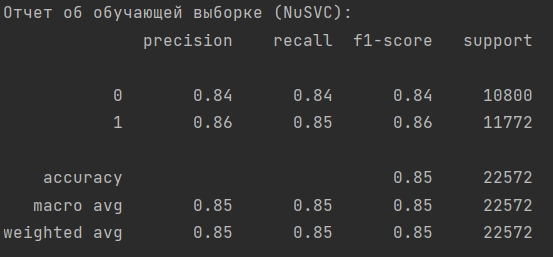 Отчет об обучающей выборке (NuSVC):
precision recall f1-score support
0 0.84 0.84 0.84 10800
1 0.86 0.85 0.86 11772
accuracy 0.85 22572
macro avg 0.85 0.85 0.85 22572
weighted avg 0.85 0.85 0.85 22572